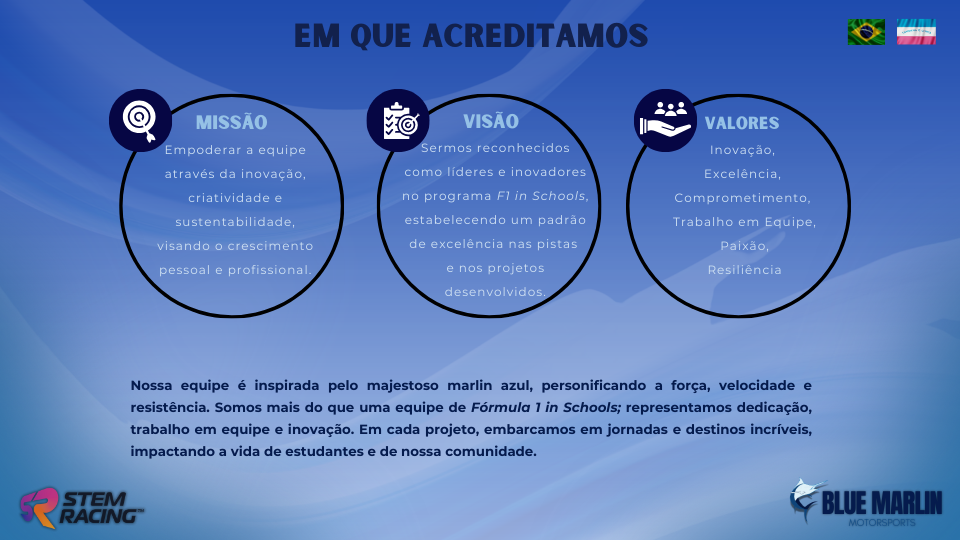 EM QUE ACREDITAMOS
MISSÃO
Empoderar a equipe
através da inovação,
criatividade e
sustentabilidade,
visando o crescimento
pessoal e profissional.
VISÃO
Sermos reconhecidos
como líderes e inovadores
no programa F1 in Schools,
estabelecendo um padrão
de excelência nas pistas
e nos projetos
desenvolvidos.
VALORES
Inovação,
Excelência,
Comprometimento,
Trabalho em Equipe,
Paixão,
Resiliência
Nossa equipe é inspirada pelo majestoso marlin azul, personificando a força, velocidade e
resistência. Somos mais do que uma equipe de Fórmula 1 in Schools; representamos dedicação,
trabalho em equipe e inovação. Em cada projeto, embarcamos em jornadas e destinos incríveis,
impactando a vida de estudantes e de nossa comunidade.
STEM
RACING™
BLUE MARLIN
MOTORSPORTS